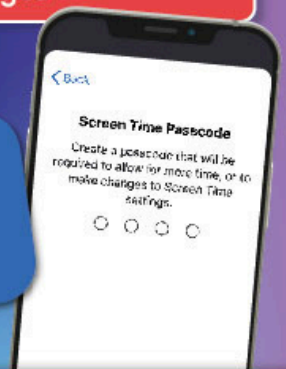 g
Back
Screen Time Passcode
Create a passcode that will be
required to allow for more time, or to
make changes to Screen Time
settings.